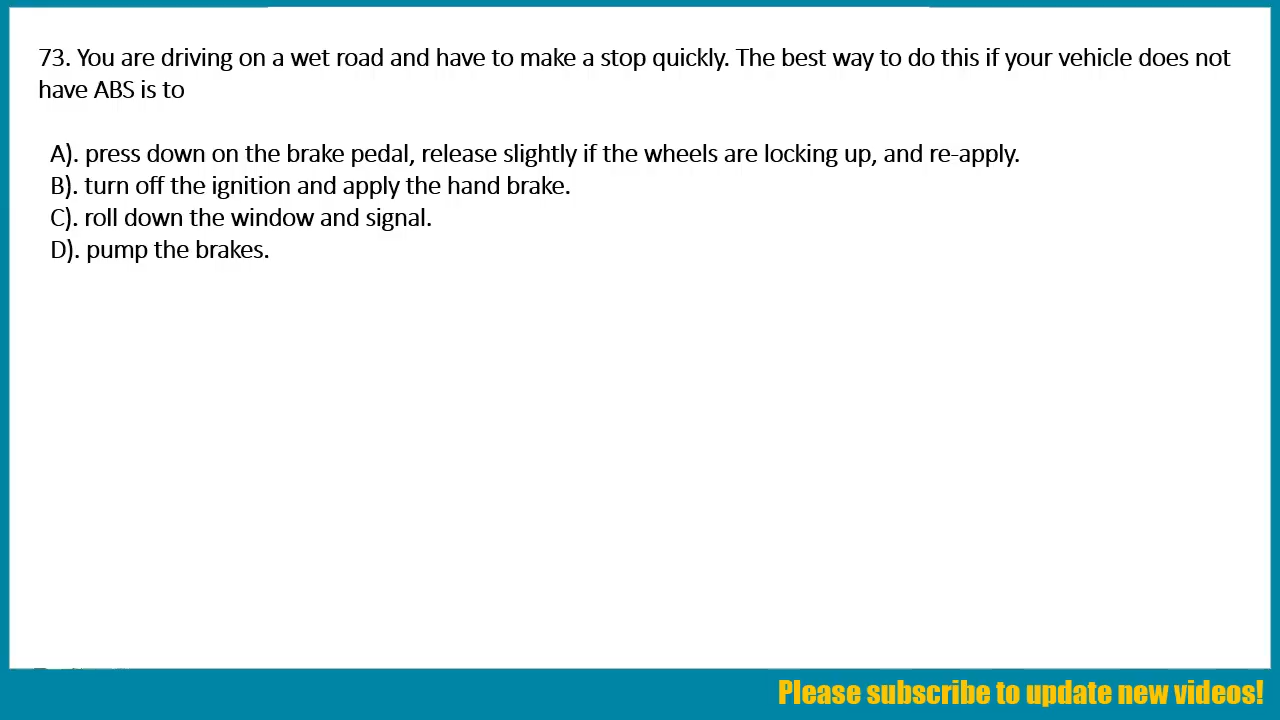 73. You are driving on a wet road and have to make a stop quickly. The best way to do this if your vehicle does not
have ABS is to
A). press down on the brake pedal, release slightly if the wheels are locking up, and re-apply.
B). turn off the ignition and apply the hand brake.
C). roll down the window and signal.
D). pump the brakes.
Please subscribe to update new videos!